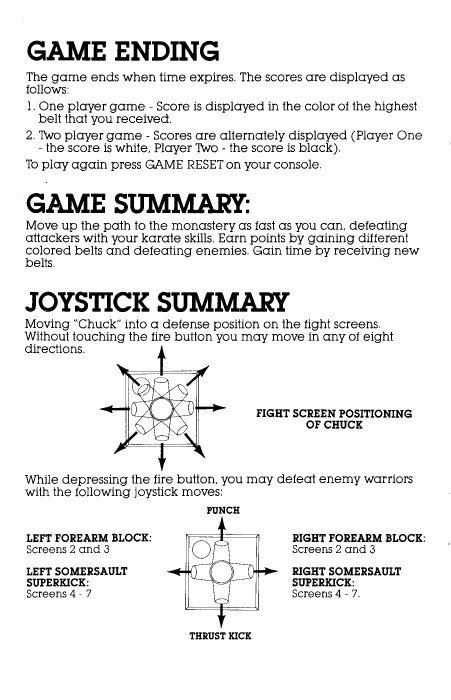 GAME ENDING
The game ends when time expires. The scores are displayed as
follows:
1. One player game - Score is displayed in the color of the highest
belt that you received.
2. Two player game - Scores are alternately displayed (Player One
- the score is white, Player Two - the score is black).
To play again press GAME RESET on your console.
GAME SUMMARY:
Move up the path to the monastery as fast as you can, defeating
attackers with your karate skills. Earn points by gaining different
colored belts and defeating enemies. Gain time by receiving new
belts.
JOYSTICK SUMMARY
Moving "Chuck" into a defense position on the fight screens.
Without touching the fire button you may move in any of eight
directions.
FIGHT SCREEN POSITIONING
OF CHUCK
While depressing the fire button, you may defeat enemy warriors
with the following joystick moves:
PUNCH
LEFT FOREARM BLOCK:
Screens 2 and 3
LEFT SOMERSAULT
SUPERKICK:
Screens 4 - 7
RIGHT FOREARM BLOCK:
Screens 2 and 3
RIGHT SOMERSAULT
SUPERKICK:
Screens 4 - 7.
THRUST KICK